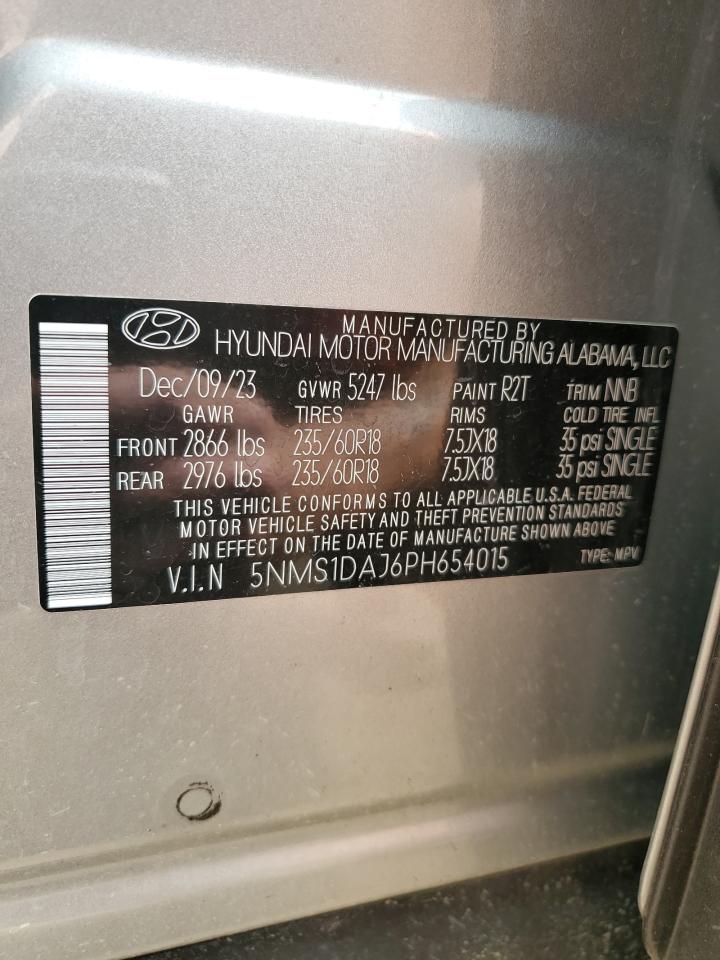 MANUFACTURED BY
HYUNDAI MOTOR MANUFACTURING ALABAMA, LLC
Dec/09/23 GVWR 5247 lbs PAINT R2T TRIM NNB
GAWR TIRES RIMS COLD TIRE INFL
FRONT 2866 lbs 235/60R18 7.5JX18 35 psi SINGLE
REAR 2976 lbs 235/60R18 7.5JX18 35 psi SINGLE
THIS VEHICLE CONFORMS TO ALL APPLICABLE U.S.A. FEDERAL
MOTOR VEHICLE SAFETY AND THEFT PREVENTION STANDARDS
IN EFFECT ON THE DATE OF MANUFACTURE SHOWN ABOVE
V.I.N 5NMS1DAJ6PH654015 TYPE: MPV